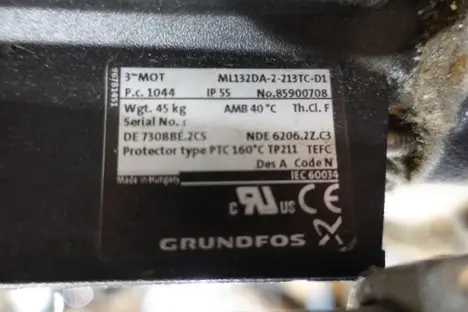 3~MOT ML132DA-2-213TC-D1
P.c. 1044 IP 55 No.85900708
Wgt. 45 kg AMB 40 °C Th.Cl. F
Serial No.:
DE 7308BE.2CS NDE 6206.2Z.C3
Protector type PTC 160°C TP211 TEFC
Des A Code N
Made in Hungary IEC 60034
c RU us CE
GRUNDFOS